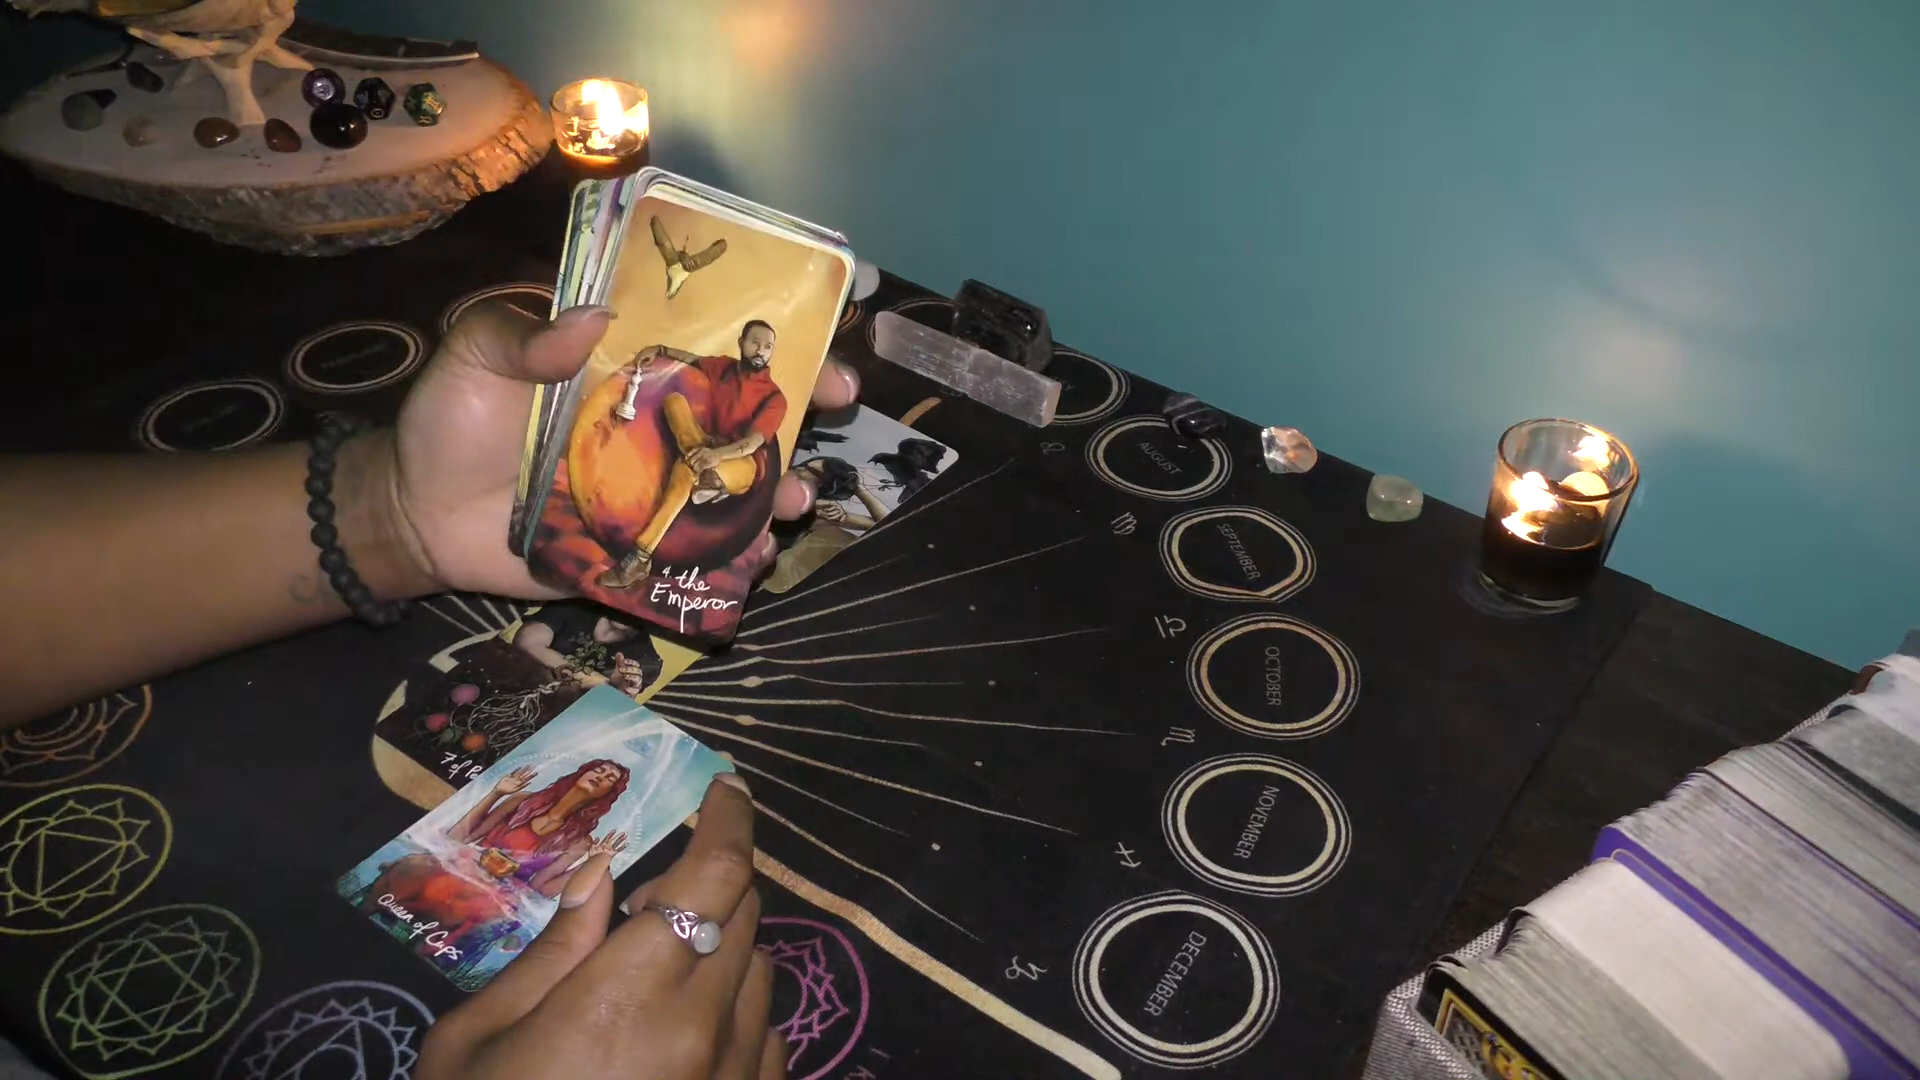 4. the
Emperor
7 of
Queen of Cups
AUGUST
SEPTEMBER
OCTOBER
NOVEMBER
DECEMBER